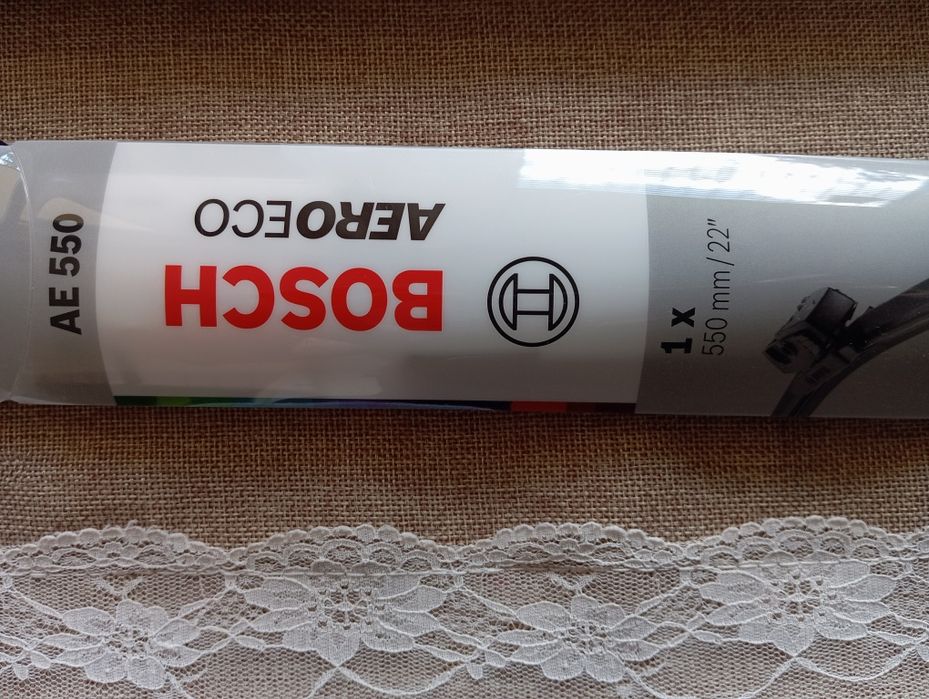 BOSCH
AEROECO
AE 550
1 x
550 mm / 22"